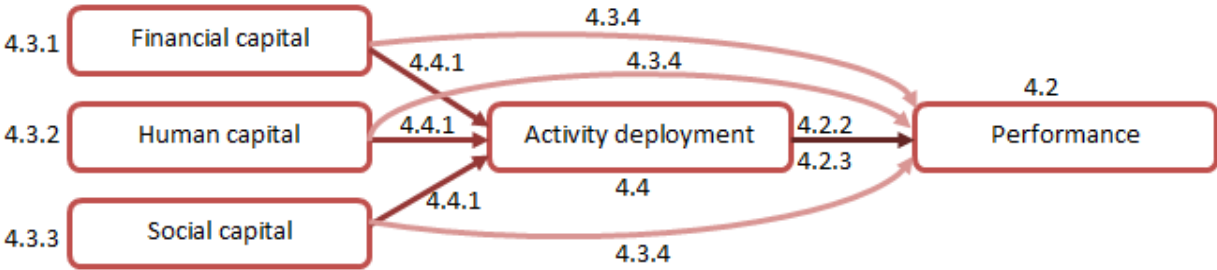 4.3.4
4.3.1 Financial capital
4.4.1
4.3.4
4.2
4.3.2 Human capital 4.4.1 Activity deployment 4.2.2 Performance
4.2.3
4.4
4.4.1
4.3.3 Social capital
4.3.4